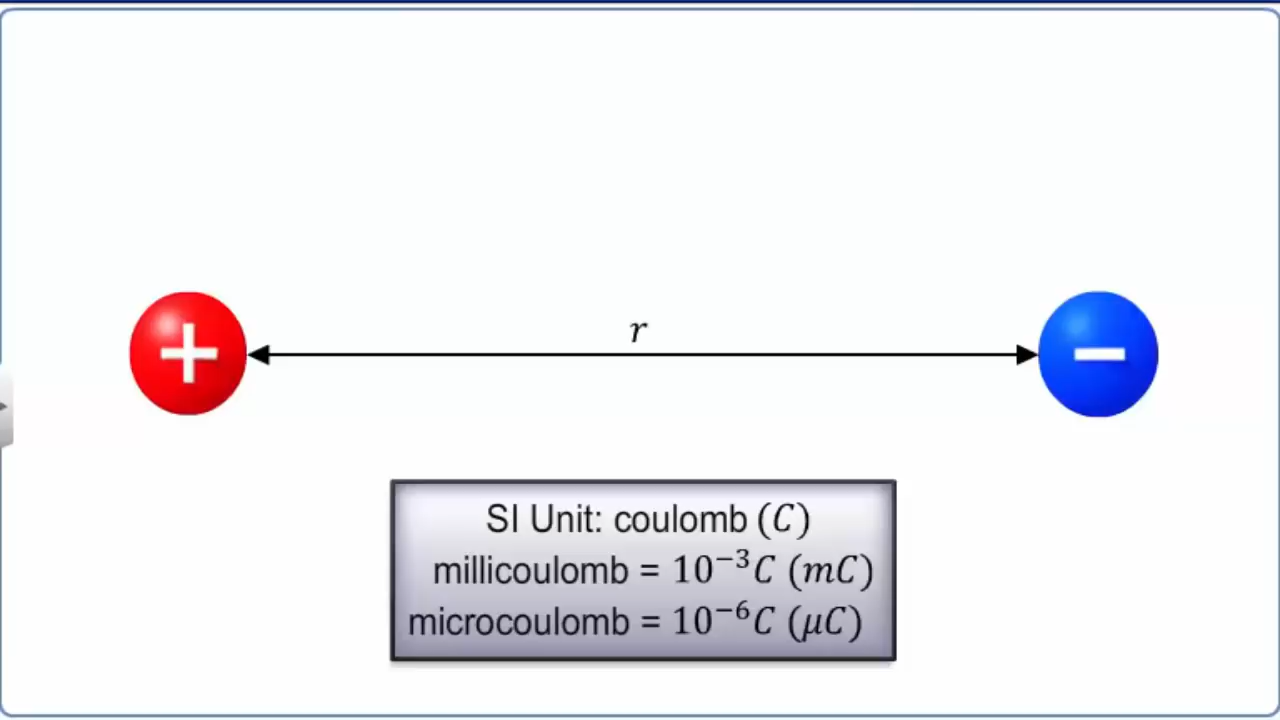 r
+
−
SI Unit: coulomb (C)
millicoulomb = 10⁻³C (mC)
microcoulomb = 10⁻⁶C (μC)